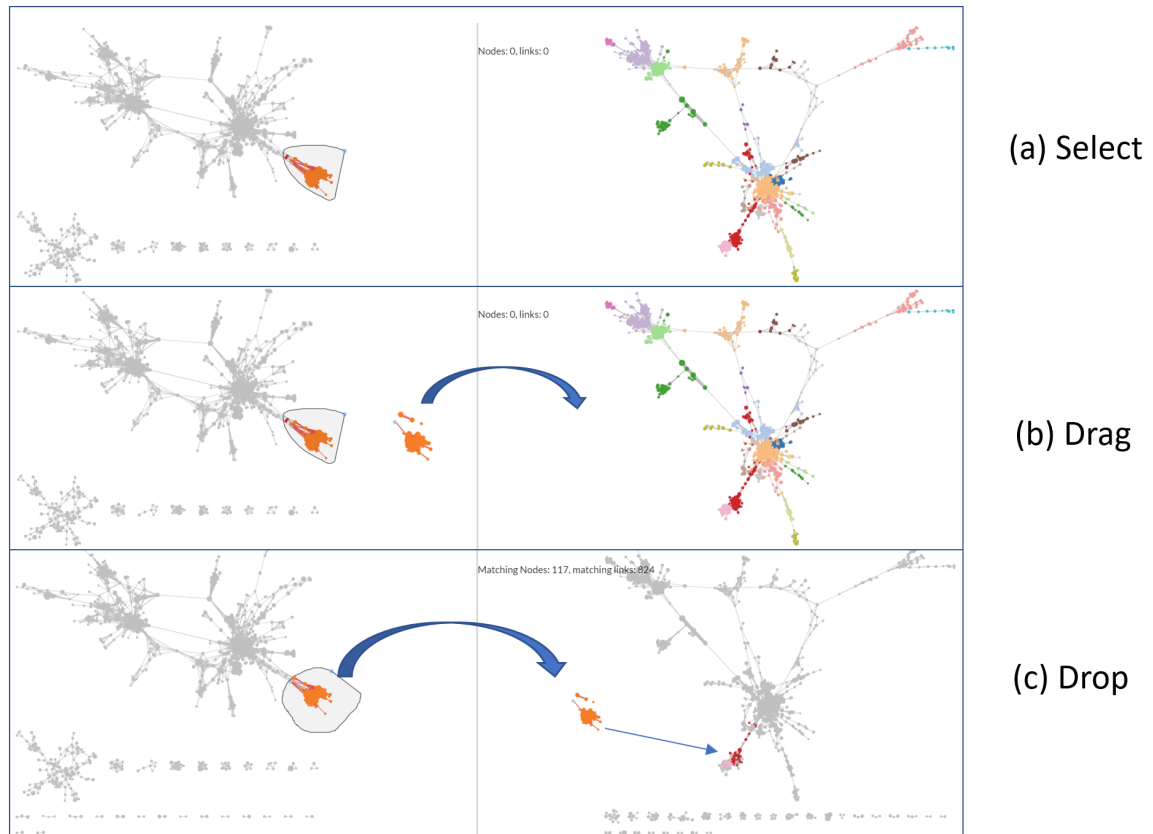 Nodes: 0, links: 0
(a) Select
Nodes: 0, links: 0
(b) Drag
Matching Nodes: 117, matching links: 824
(c) Drop